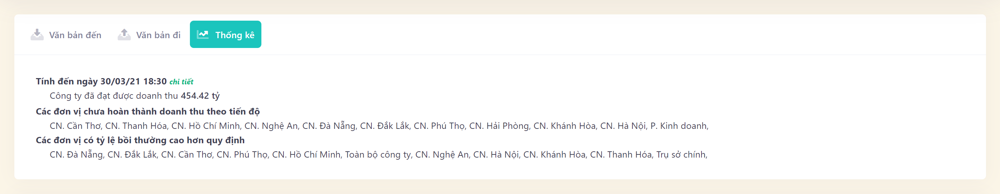 Văn bản đến Văn bản đi Thống kê
Tính đến ngày 30/03/21 18:30 chi tiết
Công ty đã đạt được doanh thu 454.42 tỷ
Các đơn vị chưa hoàn thành doanh thu theo tiến độ
CN. Cần Thơ, CN. Thanh Hóa, CN. Hồ Chí Minh, CN. Nghệ An, CN. Đà Nẵng, CN. Đắk Lắk, CN. Phú Thọ, CN. Hải Phòng, CN. Khánh Hòa, CN. Hà Nội, P. Kinh doanh,
Các đơn vị có tỷ lệ bồi thường cao hơn quy định
CN. Đà Nẵng, CN. Đắk Lắk, CN. Cần Thơ, CN. Phú Thọ, CN. Hồ Chí Minh, Toàn bộ công ty, CN. Nghệ An, CN. Hà Nội, CN. Khánh Hòa, CN. Thanh Hóa, Trụ sở chính,